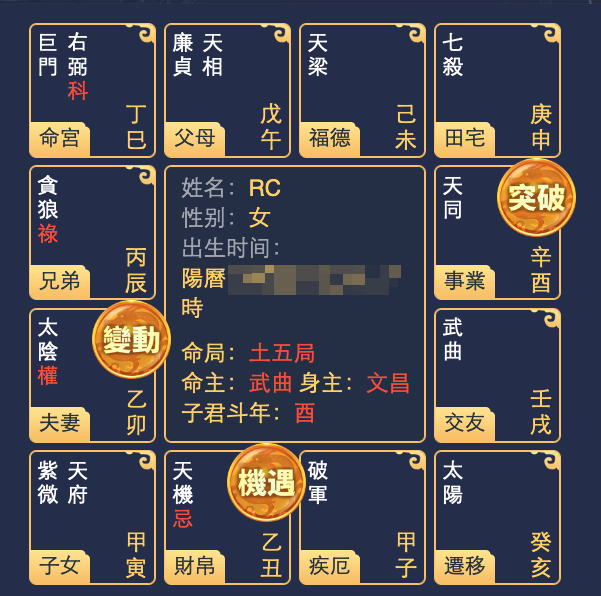 巨門 右弼科
丁巳
命宮
廉貞 天相
戊午
父母
天梁
己未
福德
七殺
庚申
田宅
貪狼祿
丙辰
兄弟
姓名：RC
性别：女
出生时间：
陽曆
時
命局：土五局
命主：武曲 身主：文昌
子君斗年：酉
天同
突破
辛酉
事業
太陰權
變動
乙卯
夫妻
武曲
壬戌
交友
紫微 天府
甲寅
子女
天機忌
機遇
乙丑
財帛
破軍
甲子
疾厄
太陽
癸亥
遷移